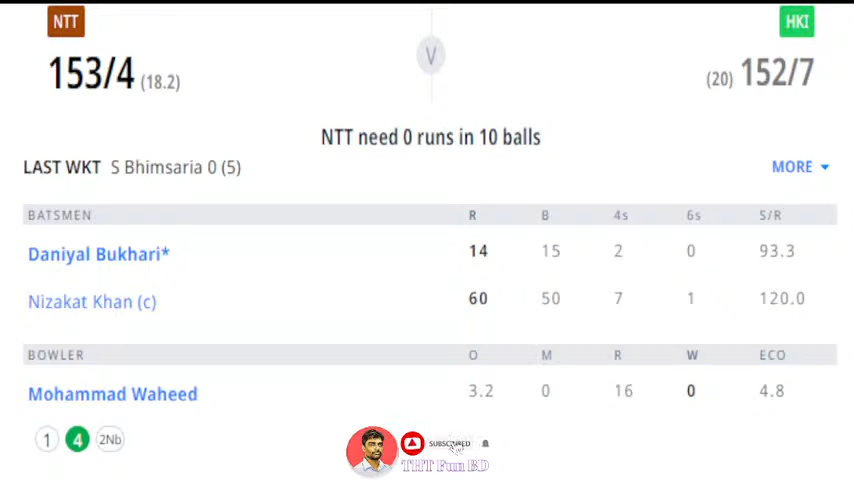 NTT
HKI
153/4 (18.2)
V
(20) 152/7
NTT need 0 runs in 10 balls
LAST WKT S Bhimsaria 0 (5)
MORE
BATSMEN R B 4s 6s S/R
Daniyal Bukhari* 14 15 2 0 93.3
Nizakat Khan (c) 60 50 7 1 120.0
BOWLER O M R W ECO
Mohammad Waheed 3.2 0 16 0 4.8
1 4 2Nb
SUBSCRIBED
THT Fun BD